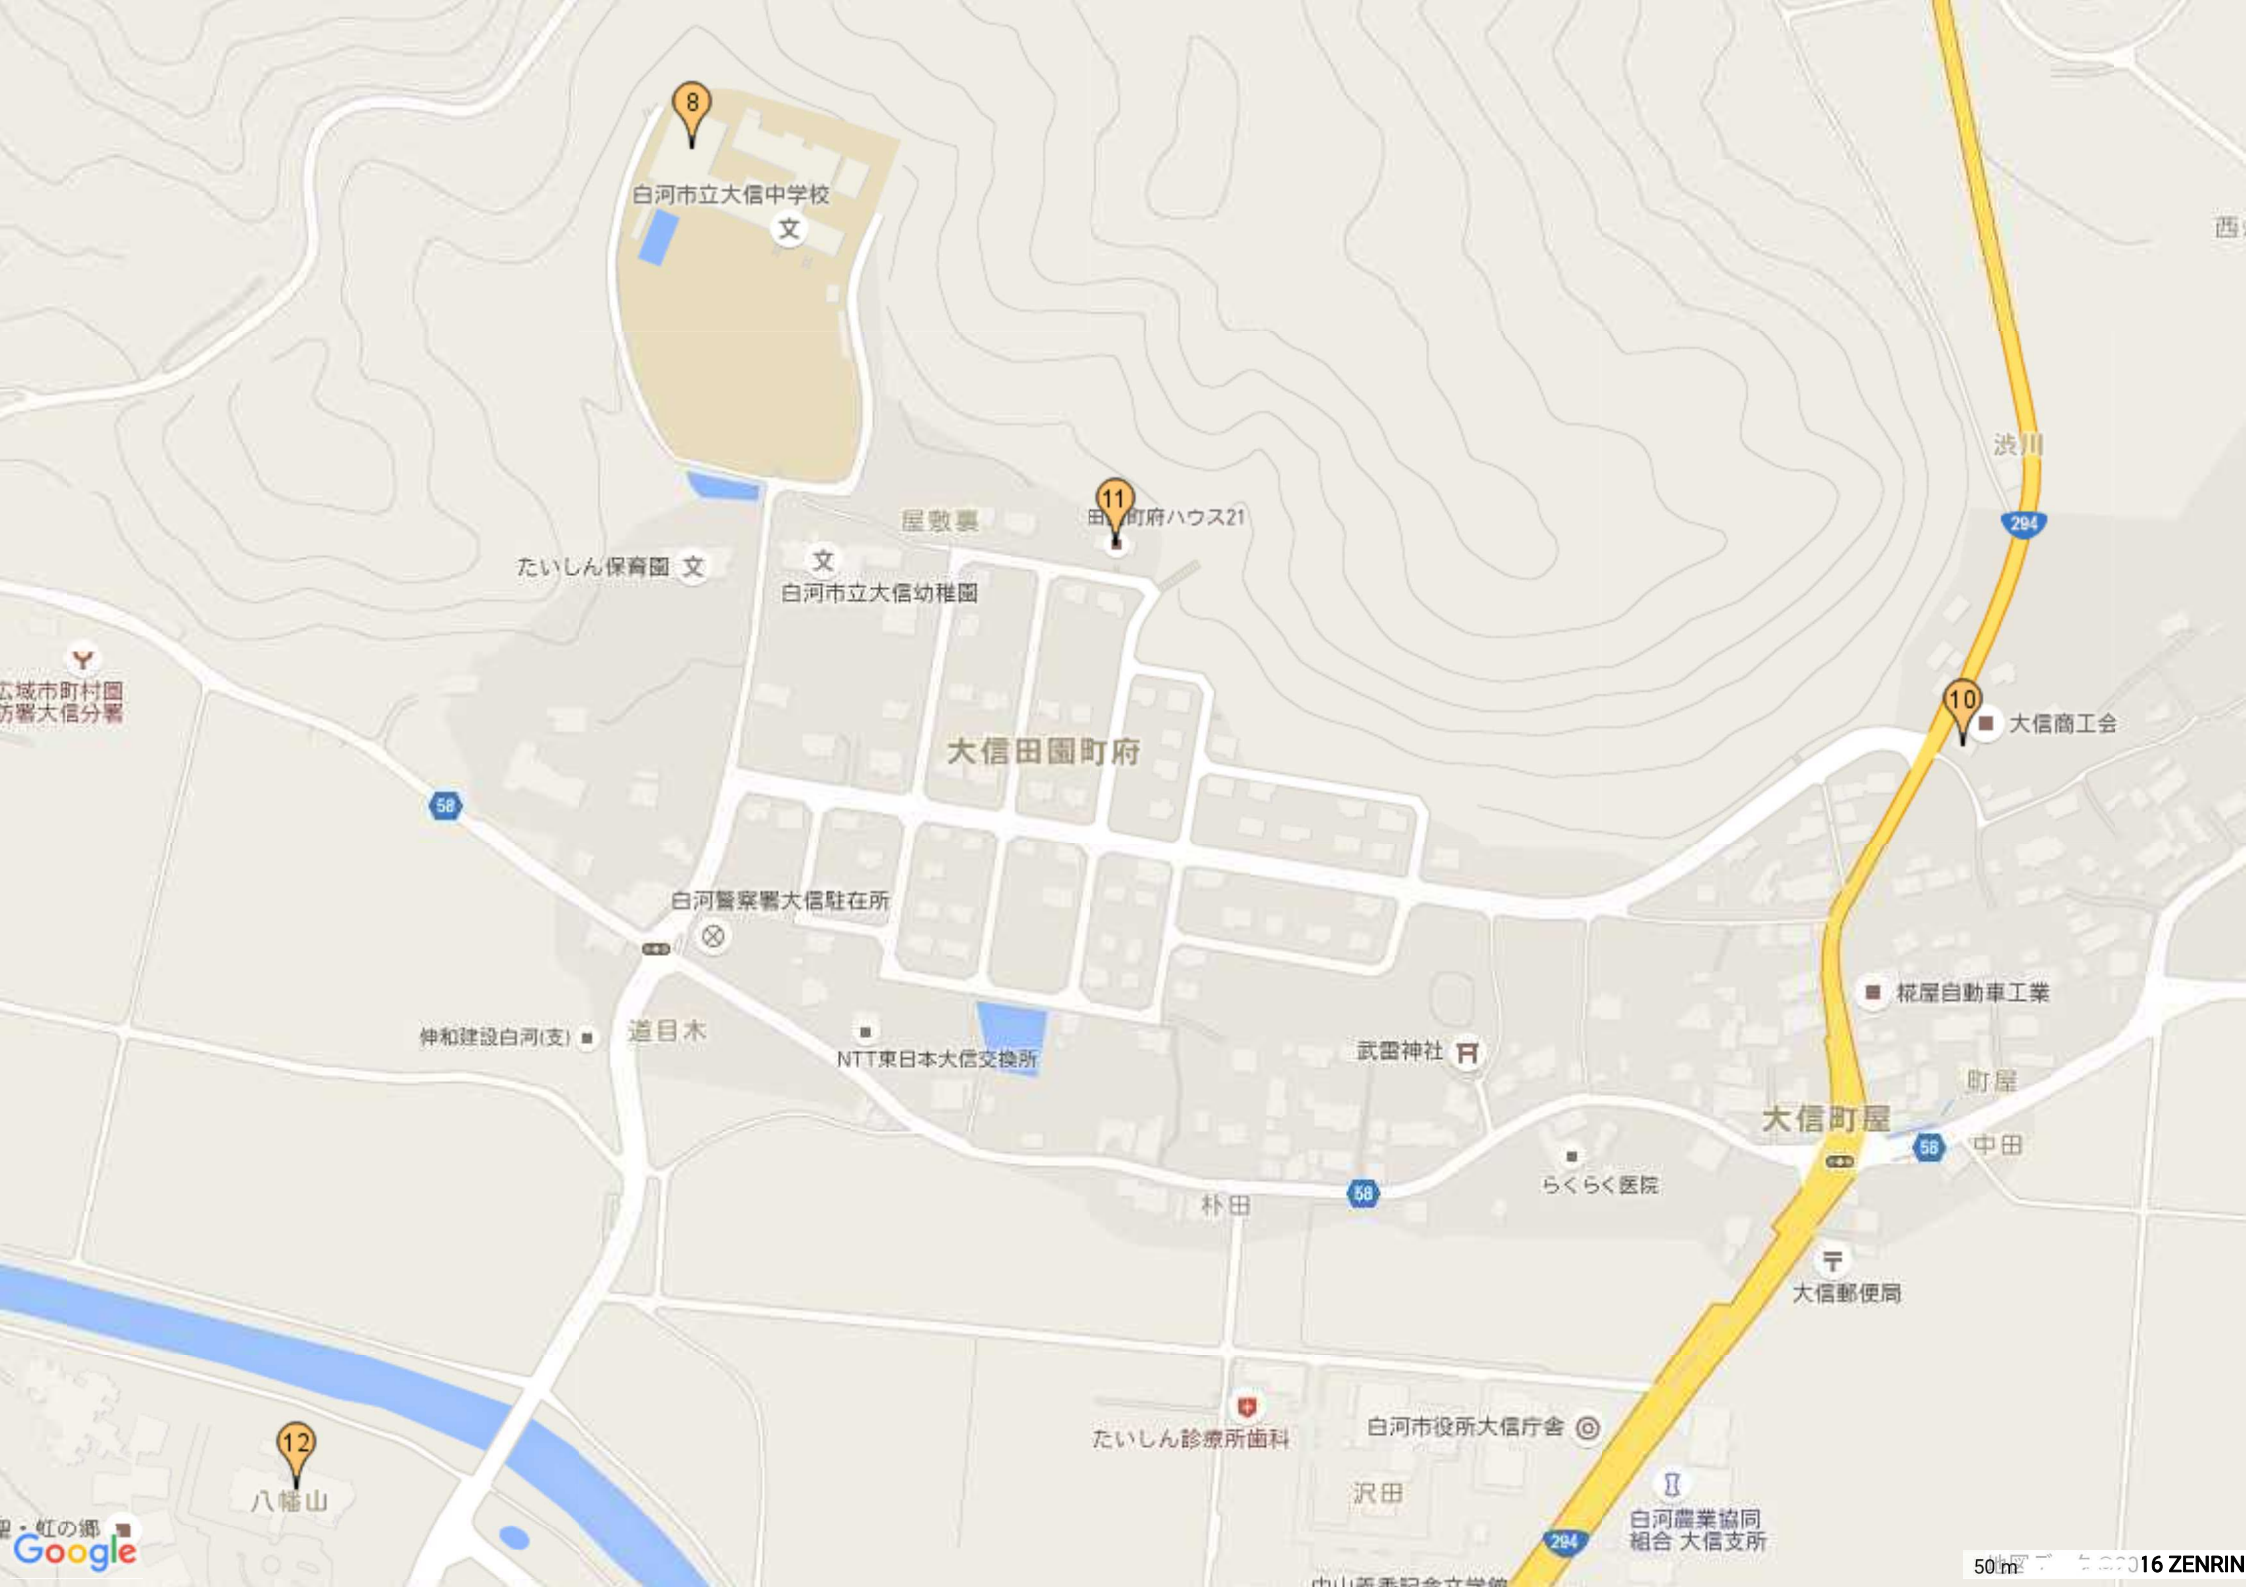 8
白河市立大信中学校
文
西
渋川
294
11
町府ハウス21
屋敷裏
たいしん保育園
文
文
白河市立大信幼稚園
広域市町村圏
防署大信分署
10
大信商工会
大信田園町府
58
白河警察署大信駐在所
糀屋自動車工業
伸和建設白河(支)
道目木
NTT東日本大信交換所
武雷神社
町屋
大信町屋
58
中田
らくらく医院
58
朴田
大信郵便局
たいしん診療所歯科
白河市役所大信庁舎
12
八幡山
沢田
白河農業協同
組合 大信支所
・虹の郷
294
Google
50 m
2016 ZENRIN